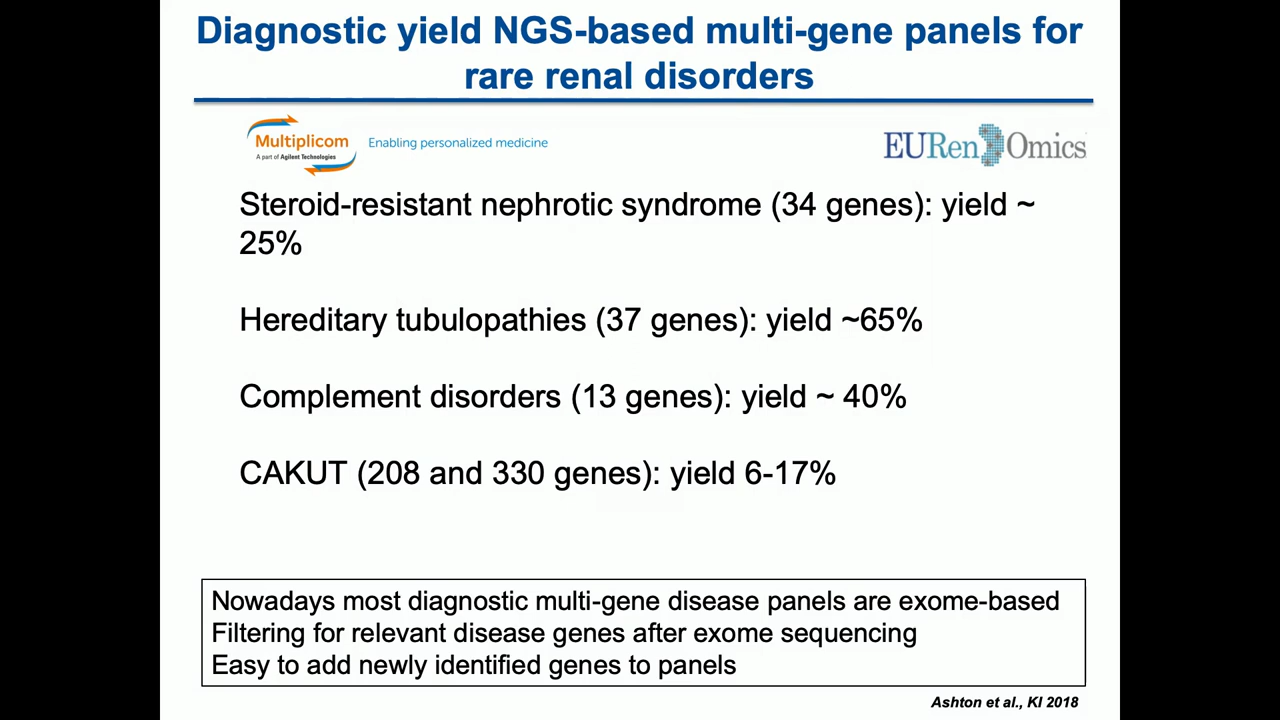 Diagnostic yield NGS-based multi-gene panels for
rare renal disorders
Multiplicom
A part of Agilent Technologies
Enabling personalized medicine
EURenOmics
Steroid-resistant nephrotic syndrome (34 genes): yield ~
25%
Hereditary tubulopathies (37 genes): yield ~65%
Complement disorders (13 genes): yield ~ 40%
CAKUT (208 and 330 genes): yield 6-17%
Nowadays most diagnostic multi-gene disease panels are exome-based
Filtering for relevant disease genes after exome sequencing
Easy to add newly identified genes to panels
Ashton et al., KI 2018